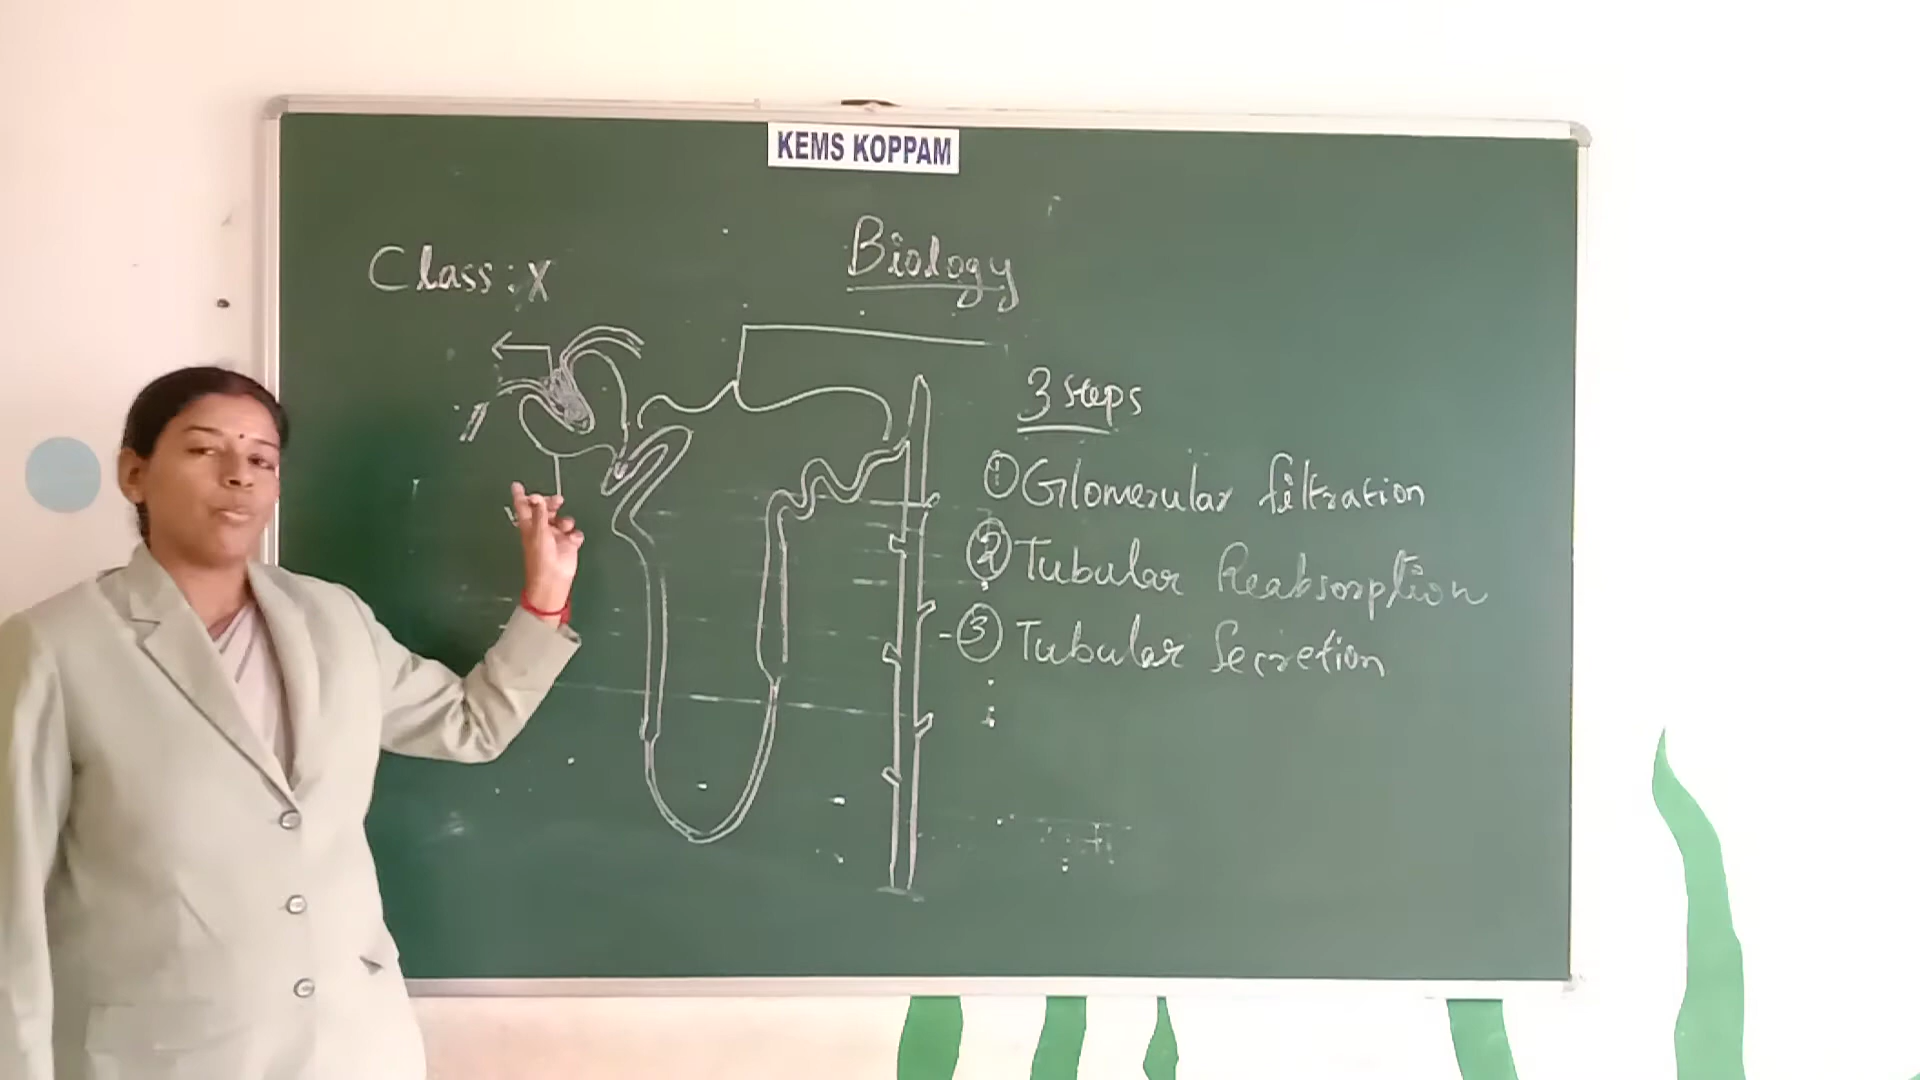 KEMS KOPPAM
Class : X
Biology
3 steps
① Glomerular filtration
② Tubular Reabsorption
③ Tubular Secretion